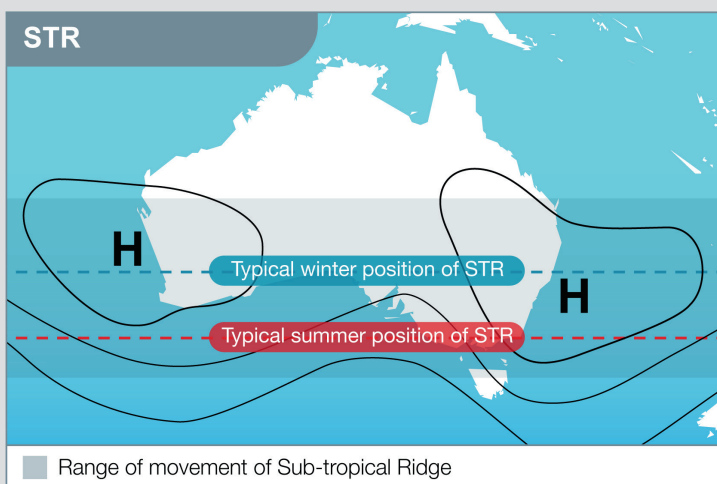 STR
H
Typical winter position of STR
H
Typical summer position of STR
Range of movement of Sub-tropical Ridge